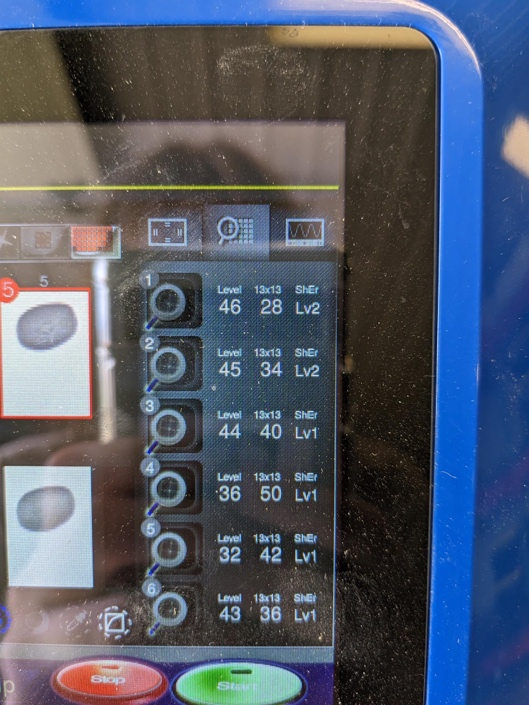 5
5
1 Level 13x13 ShEr
46 28 Lv2
2 Level 13x13 ShEr
45 34 Lv2
3 Level 13x13 ShEr
44 40 Lv1
4 Level 13x13 ShEr
36 50 Lv1
5 Level 13x13 ShEr
32 42 Lv1
6 Level 13x13 ShEr
43 36 Lv1
Stop
Start